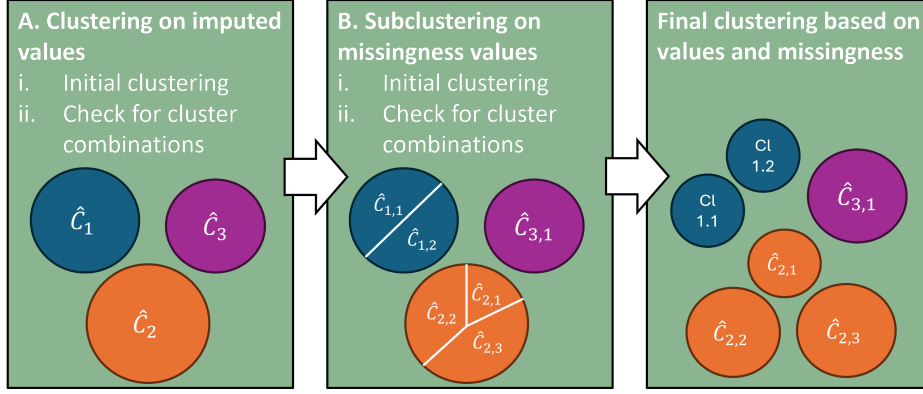 A. Clustering on imputed
values
i. Initial clustering
ii. Check for cluster
combinations
Ĉ₁
Ĉ₃
Ĉ₂
B. Subclustering on
missingness values
i. Initial clustering
ii. Check for cluster
combinations
Ĉ₁,₁
Ĉ₁,₂
Ĉ₃,₁
Ĉ₂,₁
Ĉ₂,₂
Ĉ₂,₃
Final clustering based on
values and missingness
Cl
1.2
Cl
1.1
Ĉ₃,₁
Ĉ₂,₁
Ĉ₂,₂
Ĉ₂,₃